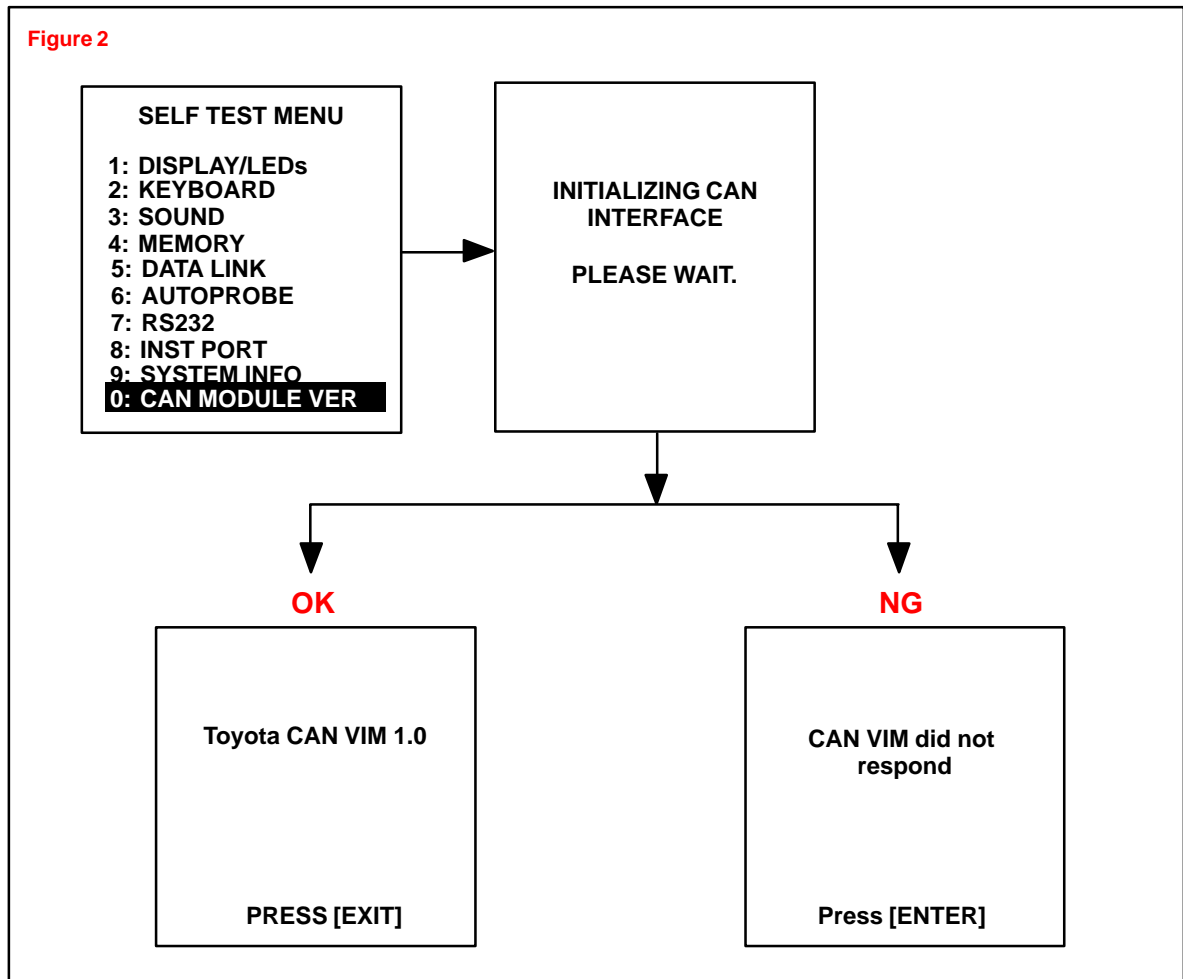 Figure 2
SELF TEST MENU
1: DISPLAY/LEDs
2: KEYBOARD
3: SOUND
4: MEMORY
5: DATA LINK
6: AUTOPROBE
7: RS232
8: INST PORT
9: SYSTEM INFO
0: CAN MODULE VER
INITIALIZING CAN
INTERFACE
PLEASE WAIT.
OK
Toyota CAN VIM 1.0
PRESS [EXIT]
NG
CAN VIM did not
respond
Press [ENTER]